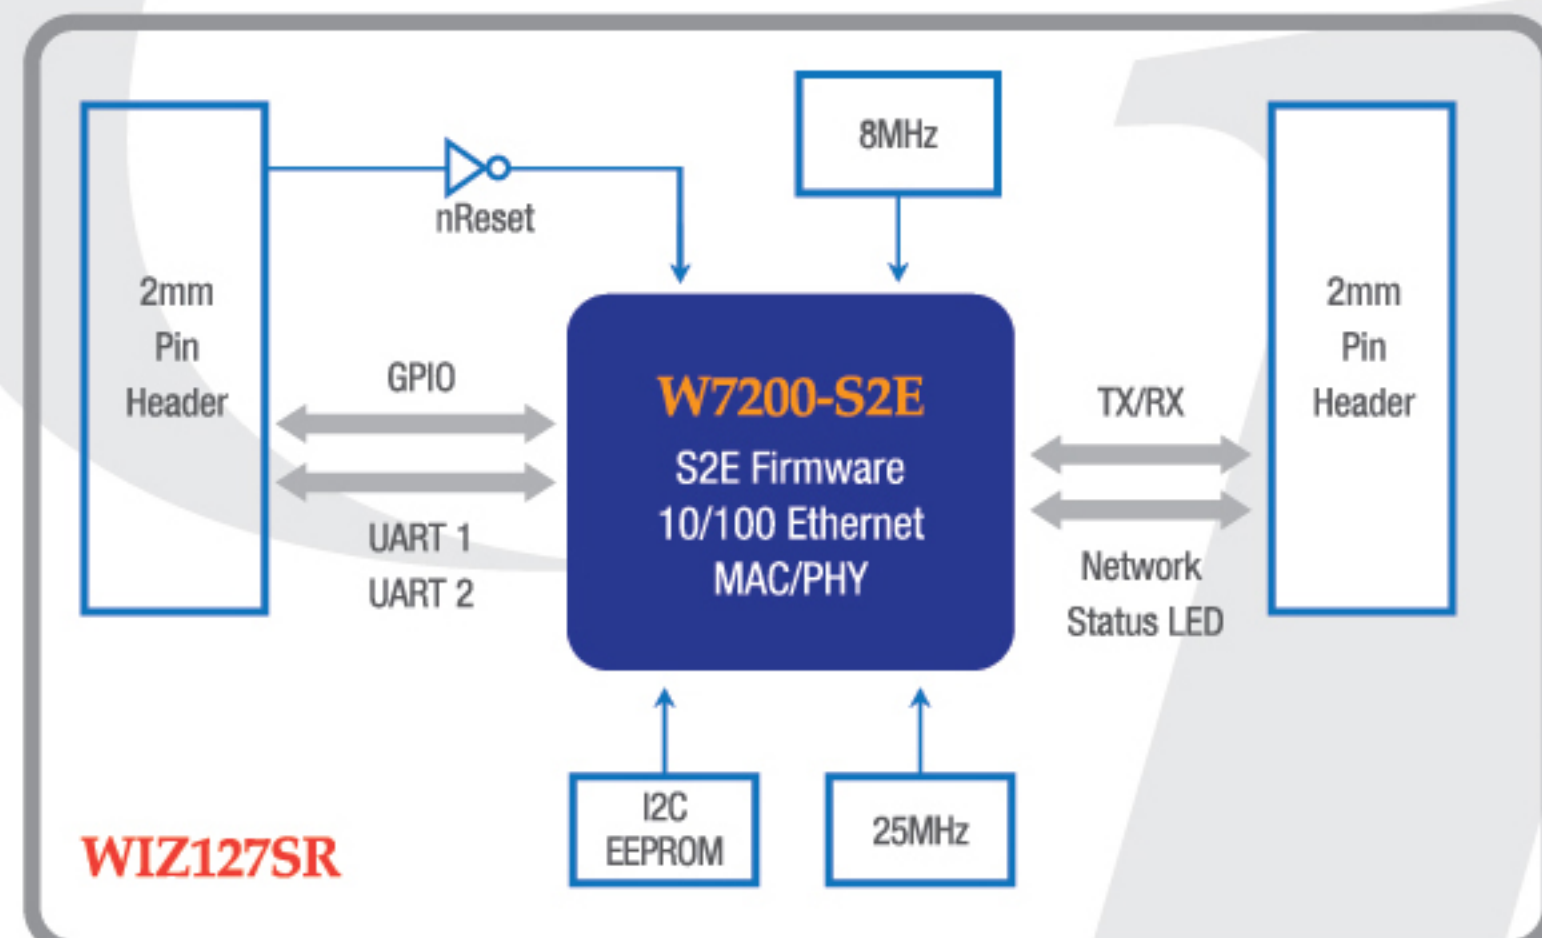 8MHz
nReset
2mm
Pin
Header
GPIO
UART 1
UART 2
W7200-S2E
S2E Firmware
10/100 Ethernet
MAC/PHY
TX/RX
Network
Status LED
2mm
Pin
Header
I2C
EEPROM
25MHz
WIZ127SR